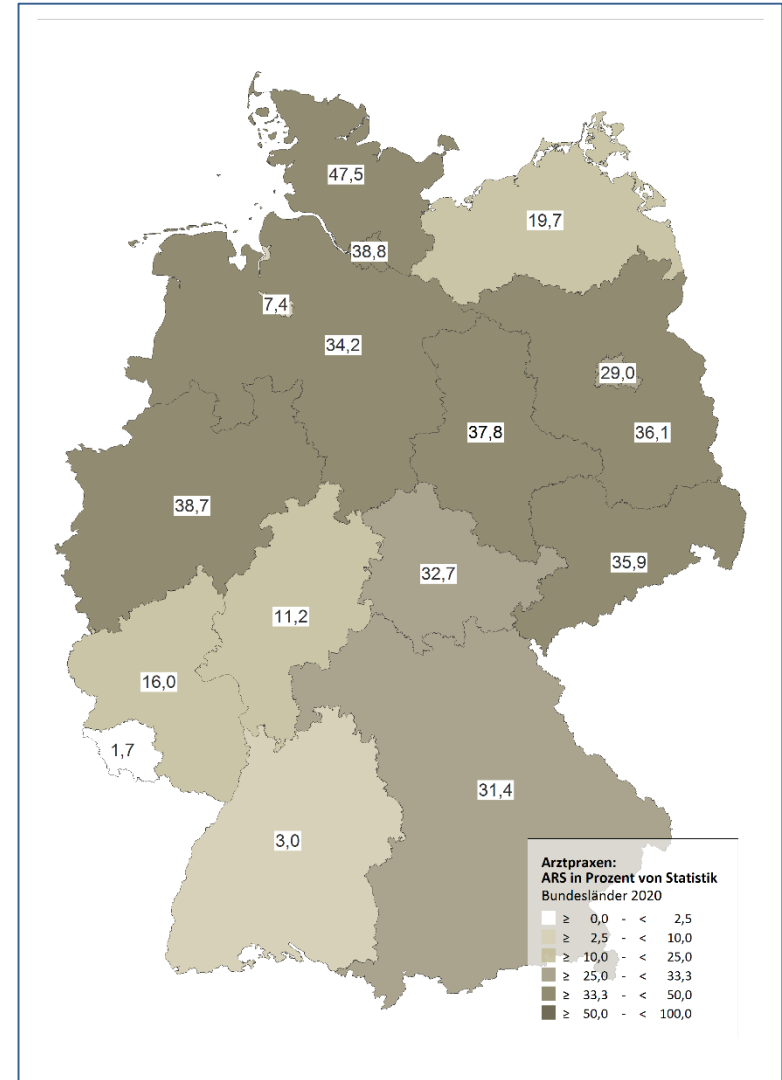 47,5
19,7
38,8
7,4
34,2
29,0
37,8
36,1
38,7
35,9
32,7
11,2
16,0
1,7
31,4
3,0
Arztpraxen:
ARS in Prozent von Statistik
Bundesländer 2020
≥ 0,0 - < 2,5
≥ 2,5 - < 10,0
≥ 10,0 - < 25,0
≥ 25,0 - < 33,3
≥ 33,3 - < 50,0
≥ 50,0 - < 100,0